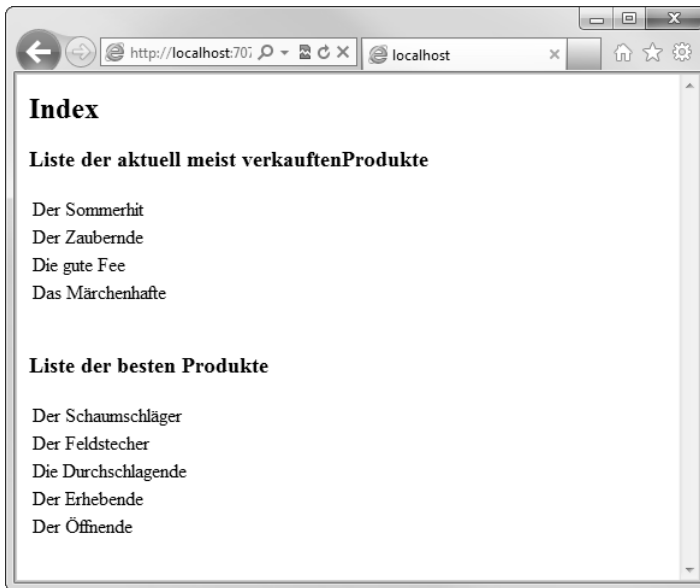 http://localhost:707
localhost
Index
Liste der aktuell meist verkauftenProdukte
Der Sommerhit
Der Zaubernde
Die gute Fee
Das Märchenhafte
Liste der besten Produkte
Der Schaumschläger
Der Feldstecher
Die Durchschlagende
Der Erhebende
Der Öffnende